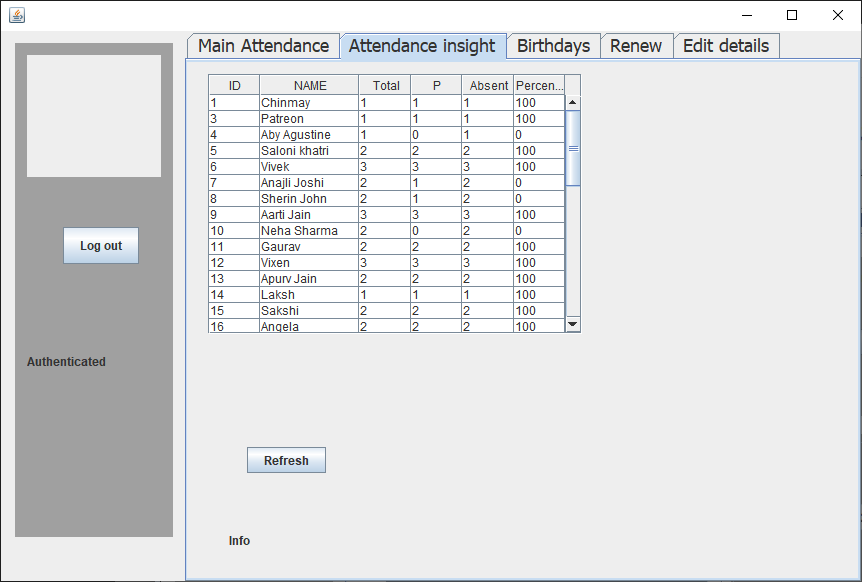 Main Attendance Attendance insight Birthdays Renew Edit details
ID NAME Total P Absent Percen...
1 Chinmay 1 1 1 100
3 Patreon 1 1 1 100
4 Aby Agustine 1 0 1 0
5 Saloni khatri 2 2 2 100
6 Vivek 3 3 3 100
7 Anajli Joshi 2 1 2 0
8 Sherin John 2 1 2 0
9 Aarti Jain 3 3 3 100
10 Neha Sharma 2 0 2 0
11 Gaurav 2 2 2 100
12 Vixen 3 3 3 100
13 Apurv Jain 2 2 2 100
14 Laksh 1 1 1 100
15 Sakshi 2 2 2 100
16 Angela 2 2 2 100
Log out
Authenticated
Refresh
Info